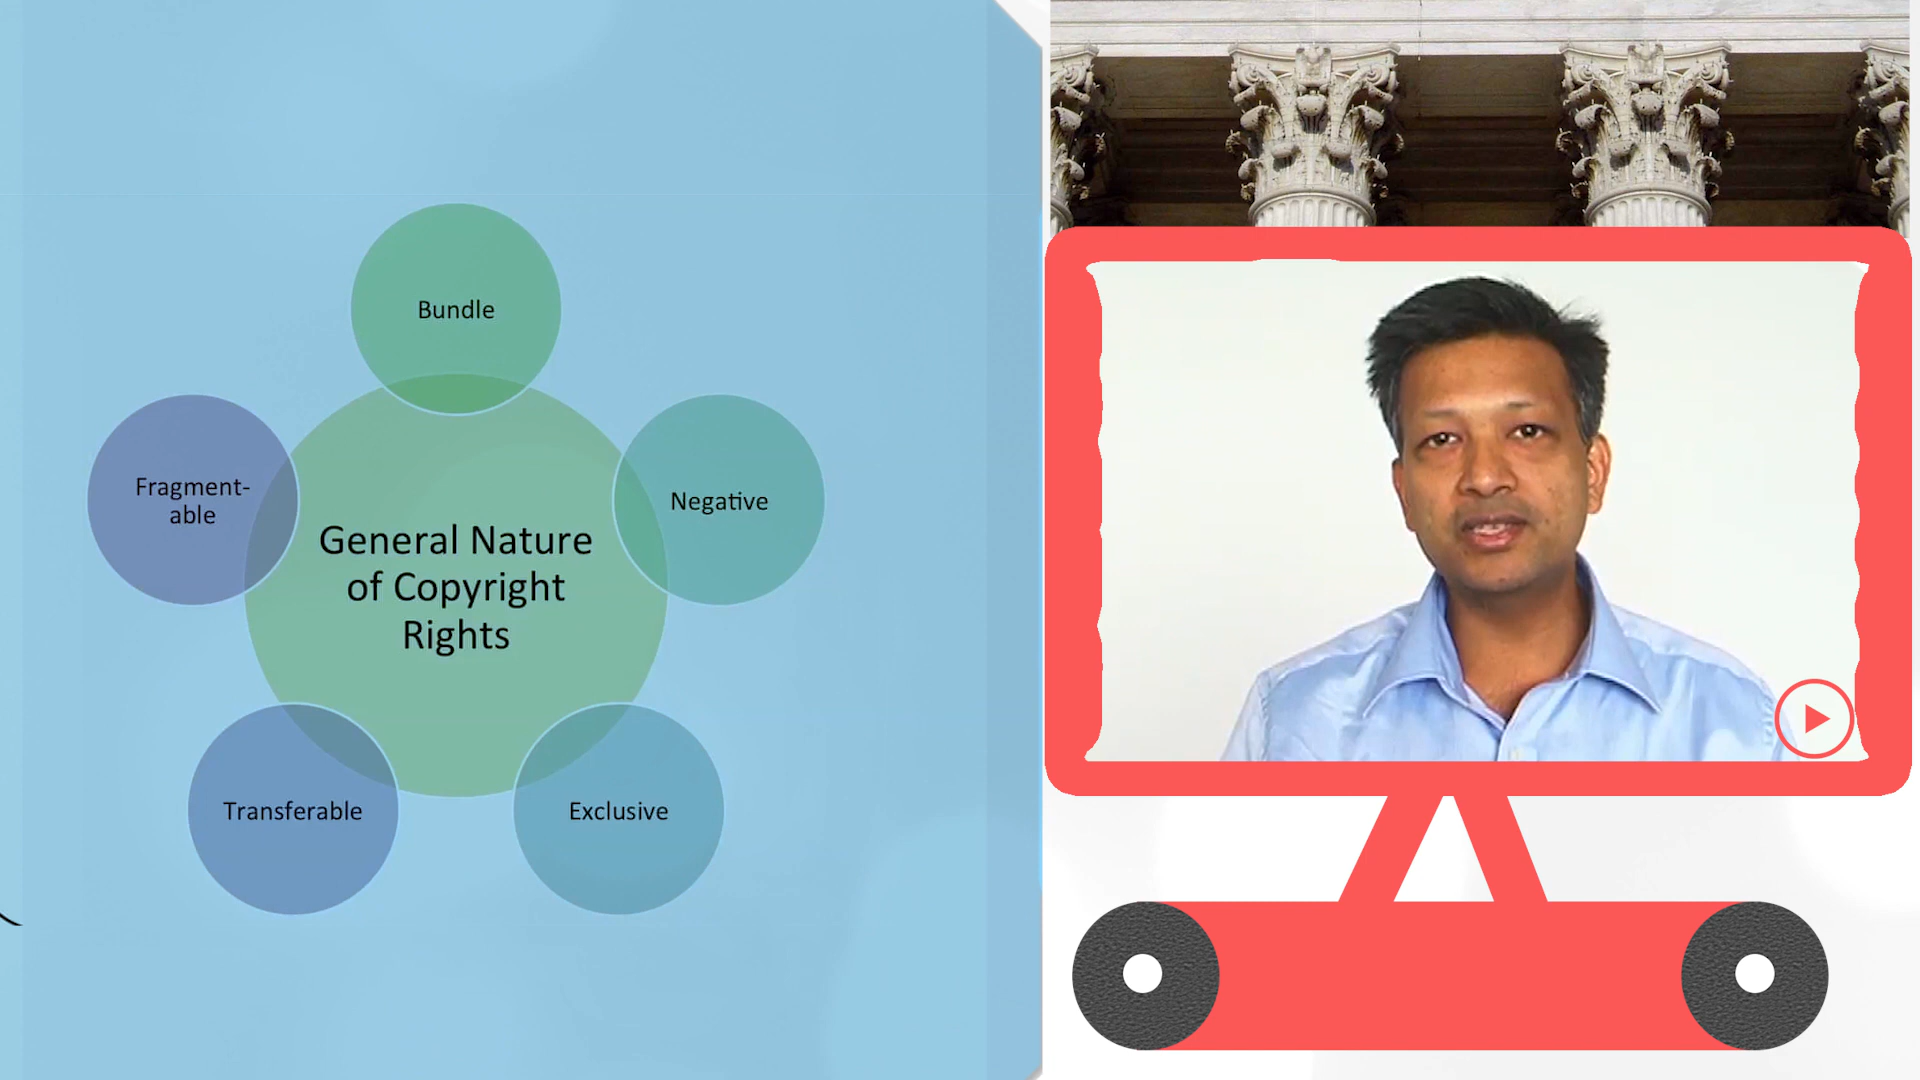 Bundle
Negative
Fragment-
able
General Nature
of Copyright
Rights
Transferable
Exclusive